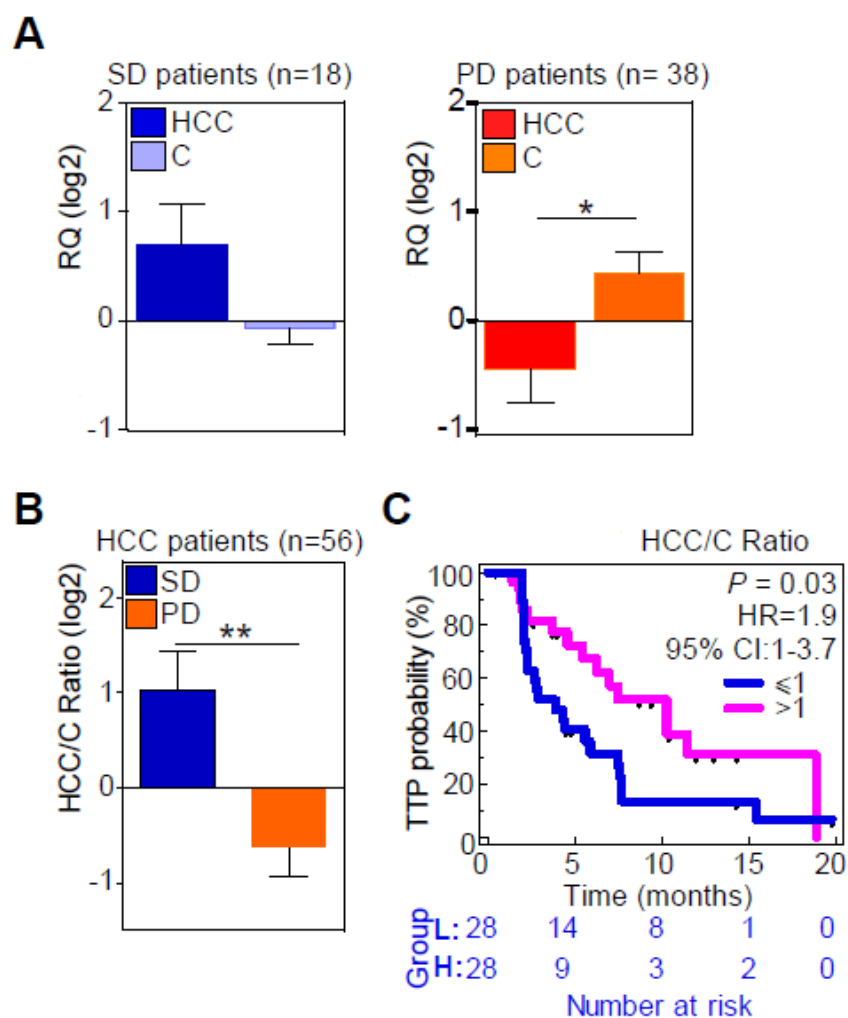 A
SD patients (n=18)
PD patients (n= 38)
RQ (log2)
2
1
0
-1
HCC
C
RQ (log2)
2
1
0
-1
HCC
C
*
B
HCC patients (n=56)
HCC/C Ratio (log2)
2
1
0
-1
SD
PD
**
C
HCC/C Ratio
TTP probability (%)
100
80
60
40
20
0
P = 0.03
HR=1.9
95% CI:1-3.7
⩽1
>1
0 5 10 15 20
Time (months)
Group
L: 28 14 8 1 0
H: 28 9 3 2 0
Number at risk